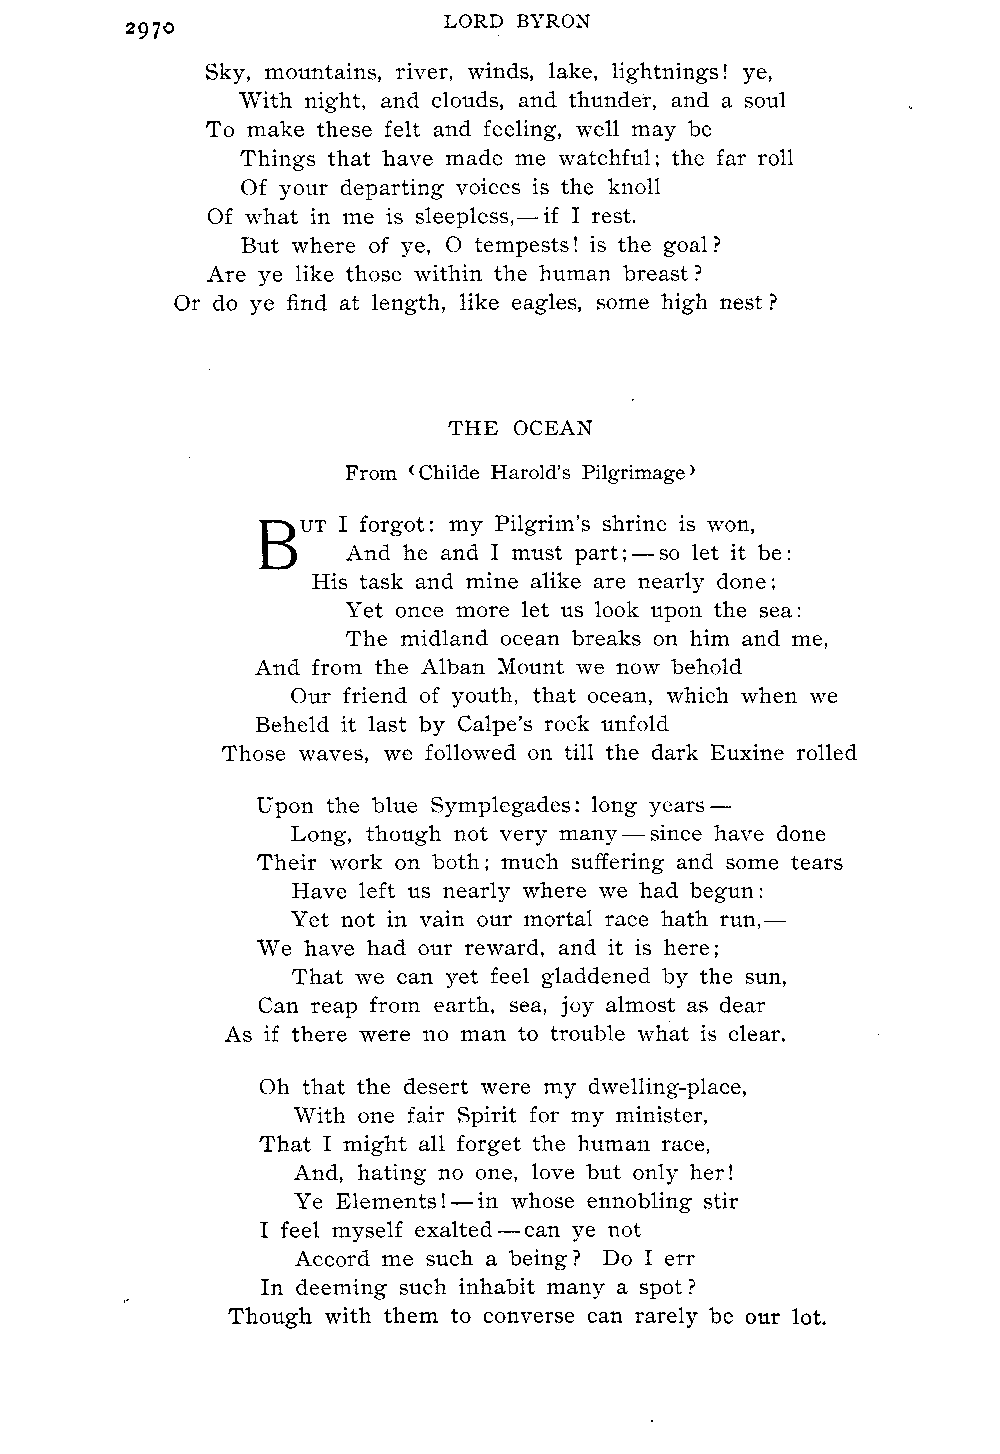 2970
LORD BYRON
Sky, mountains, river, winds, lake, lightnings! ye,
With night, and clouds, and thunder, and a soul
To make these felt and feeling, well may be
Things that have made me watchful; the far roll
Of your departing voices is the knoll
Of what in me is sleepless,—if I rest.
But where of ye, O tempests! is the goal?
Are ye like those within the human breast?
Or do ye find at length, like eagles, some high nest?
THE OCEAN
From ‹Childe Harold's Pilgrimage›
BUT I forgot: my Pilgrim's shrine is won,
And he and I must part;—so let it be:
His task and mine alike are nearly done;
Yet once more let us look upon the sea:
The midland ocean breaks on him and me,
And from the Alban Mount we now behold
Our friend of youth, that ocean, which when we
Beheld it last by Calpe's rock unfold
Those waves, we followed on till the dark Euxine rolled
Upon the blue Symplegades: long years—
Long, though not very many—since have done
Their work on both; much suffering and some tears
Have left us nearly where we had begun:
Yet not in vain our mortal race hath run,—
We have had our reward, and it is here;
That we can yet feel gladdened by the sun,
Can reap from earth, sea, joy almost as dear
As if there were no man to trouble what is clear.
Oh that the desert were my dwelling-place,
With one fair Spirit for my minister,
That I might all forget the human race,
And, hating no one, love but only her!
Ye Elements!—in whose ennobling stir
I feel myself exalted—can ye not
Accord me such a being? Do I err
In deeming such inhabit many a spot?
Though with them to converse can rarely be our lot.